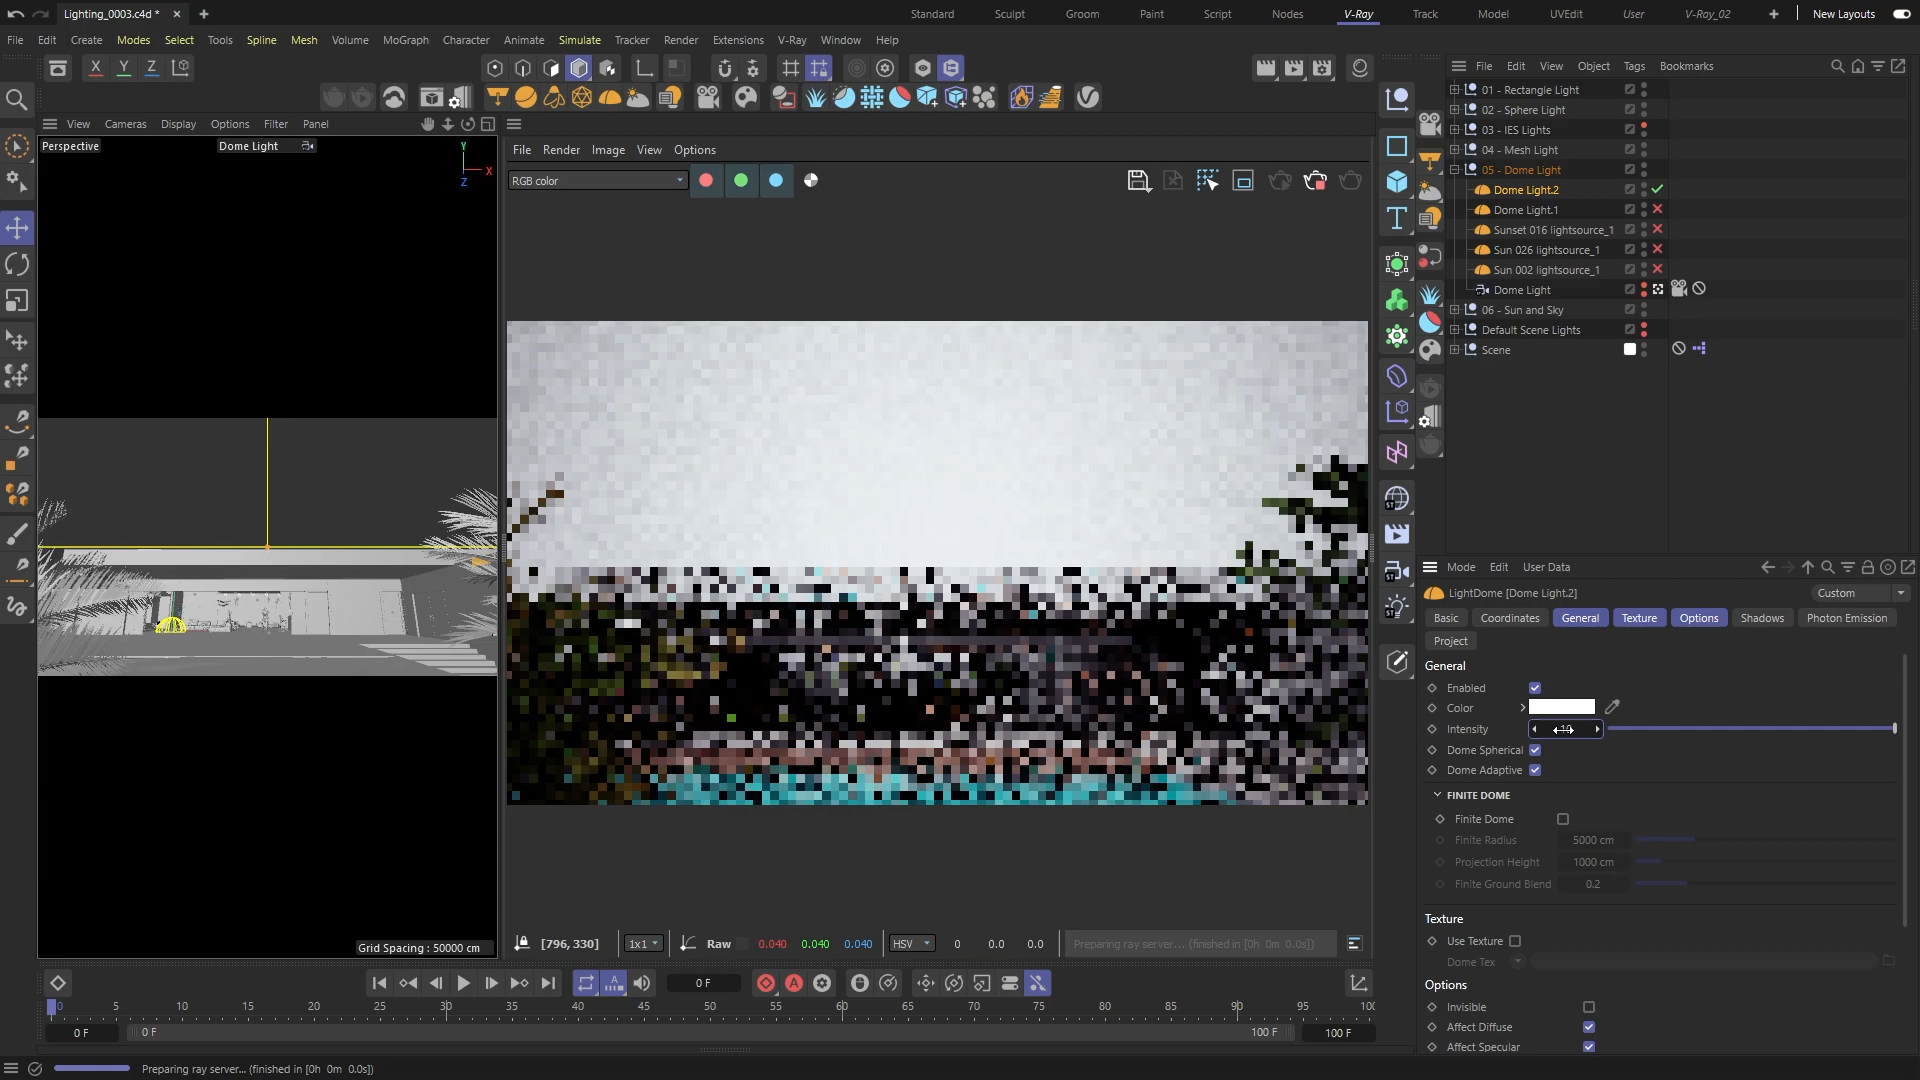 Lighting_0003.c4d *
Standard Sculpt Groom Paint Script Nodes V-Ray Track Model UVEdit User V-Ray_02 New Layouts
File Edit Create Modes Select Tools Spline Mesh Volume MoGraph Character Animate Simulate Tracker Render Extensions V-Ray Window Help
X Y Z
File Edit View Object Tags Bookmarks
01 - Rectangle Light
02 - Sphere Light
03 - IES Lights
04 - Mesh Light
05 - Dome Light
Dome Light.2
Dome Light.1
Sunset 016 lightsource_1
Sun 026 lightsource_1
Sun 002 lightsource_1
Dome Light
06 - Sun and Sky
Default Scene Lights
Scene
View Cameras Display Options Filter Panel
Perspective
Dome Light
Y
X
Z
Grid Spacing : 50000 cm
File Render Image View Options
RGB color
[796, 330] 1x1 Raw 0.040 0.040 0.040 HSV 0 0.0 0.0 Preparing ray server... (finished in [0h 0m 0.0s])
T
ST
ST
ST
Mode Edit User Data
LightDome [Dome Light.2] Custom
Basic Coordinates General Texture Options Shadows Photon Emission
Project
General
Enabled
Color
Intensity
Dome Spherical
Dome Adaptive
FINITE DOME
Finite Dome
Finite Radius 5000 cm
Projection Height 1000 cm
Finite Ground Blend 0.2
Texture
Use Texture
Dome Tex
Options
Invisible
Affect Diffuse
Affect Specular
A A 0 F
0 5 10 15 20 25 30 35 40 45 50 55 60 65 70 75 80 85 90 95 100
0 F 0 F 100 F 100 F
Preparing ray server... (finished in [0h 0m 0.0s])